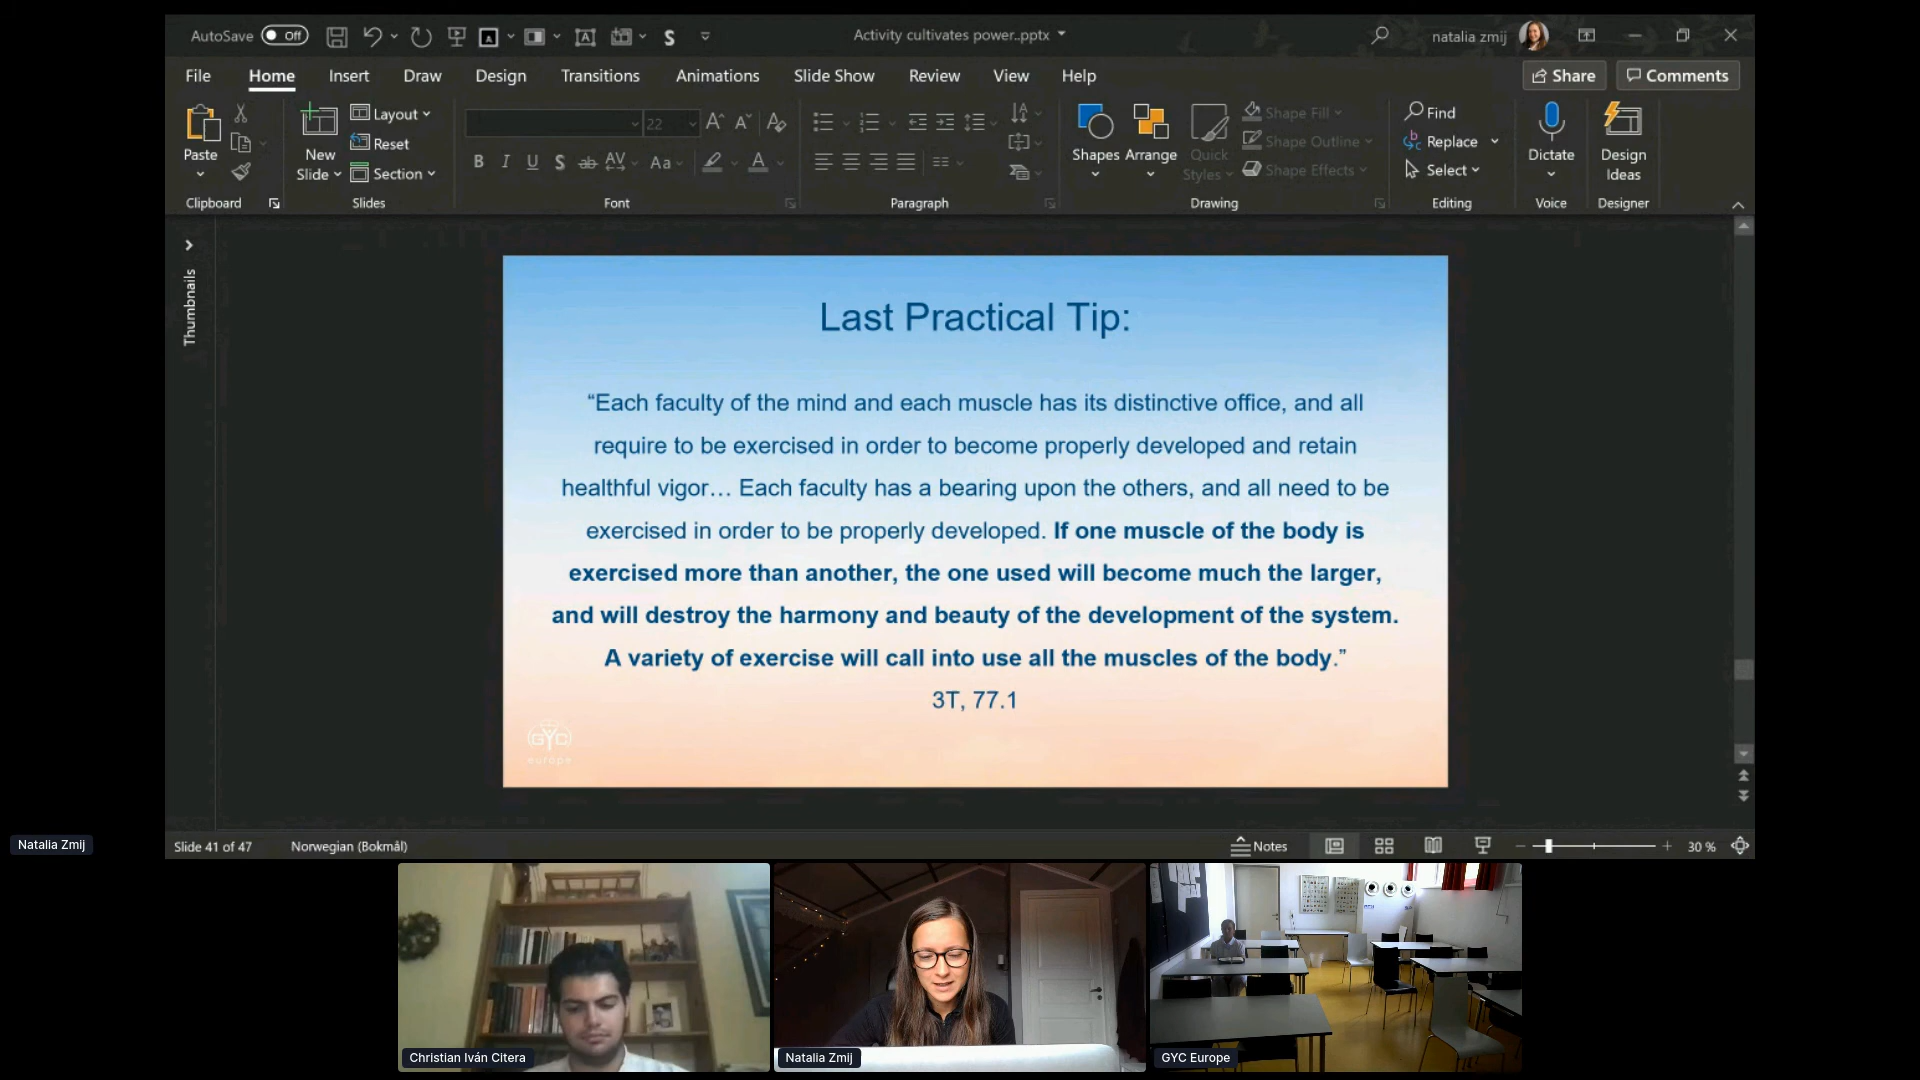 AutoSave Off
Activity cultivates power..pptx
natalia zmij
File Home Insert Draw Design Transitions Animations Slide Show Review View Help
Share Comments
Paste
New Slide
Layout
Reset
Section
22
B I U S ab AV Aa A
Shapes Arrange Quick Styles
Shape Fill
Shape Outline
Shape Effects
Find
Replace
Select
Dictate
Design Ideas
Clipboard Slides Font Paragraph Drawing Editing Voice Designer
Thumbnails
Last Practical Tip:
“Each faculty of the mind and each muscle has its distinctive office, and all
require to be exercised in order to become properly developed and retain
healthful vigor… Each faculty has a bearing upon the others, and all need to be
exercised in order to be properly developed. If one muscle of the body is
exercised more than another, the one used will become much the larger,
and will destroy the harmony and beauty of the development of the system.
A variety of exercise will call into use all the muscles of the body.”
3T, 77.1
GYC
europe
Natalia Zmij
Slide 41 of 47 Norwegian (Bokmål)
Notes
30 %
Christian Iván Citera
Natalia Zmij
GYC Europe